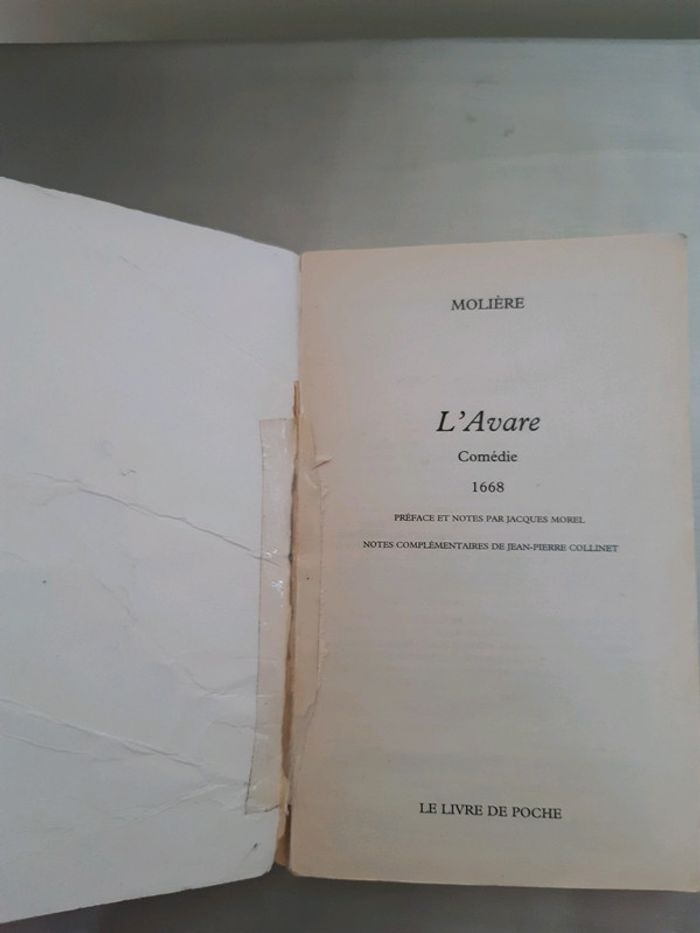 MOLIÈRE
L'Avare
Comédie
1668
PRÉFACE ET NOTES PAR JACQUES MOREL
NOTES COMPLÉMENTAIRES DE JEAN-PIERRE COLLINET
LE LIVRE DE POCHE